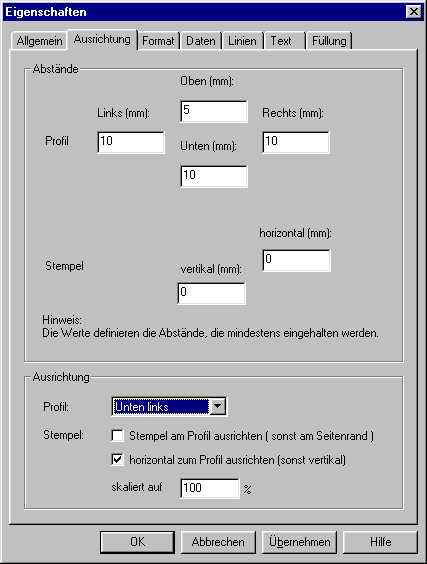 Eigenschaften
Allgemein Ausrichtung Format Daten Linien Text Füllung
Abstände
Oben (mm):
Links (mm): 5 Rechts (mm):
Profil 10 Unten (mm): 10
10
horizontal (mm):
Stempel vertikal (mm): 0
0
Hinweis:
Die Werte definieren die Abstände, die mindestens eingehalten werden.
Ausrichtung
Profil: Unten links
Stempel: Stempel am Profil ausrichten ( sonst am Seitenrand )
horizontal zum Profil ausrichten (sonst vertikal)
skaliert auf 100 %
OK Abbrechen Übernehmen Hilfe